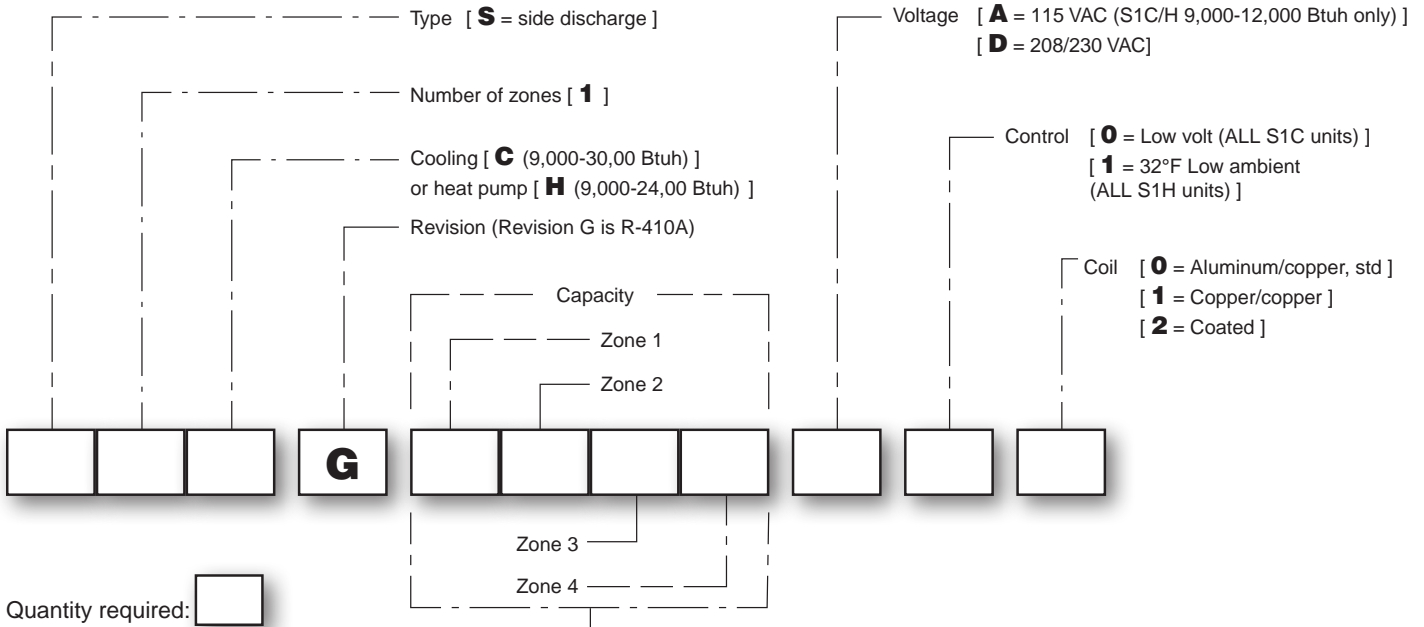 Type [ S = side discharge ]
Number of zones [ 1 ]
Cooling [ C (9,000-30,00 Btuh) ]
or heat pump [ H (9,000-24,00 Btuh) ]
Revision (Revision G is R-410A)
Capacity
Zone 1
Zone 2
Voltage [ A = 115 VAC (S1C/H 9,000-12,000 Btuh only) ]
[ D = 208/230 VAC]
Control [ 0 = Low volt (ALL S1C units) ]
[ 1 = 32°F Low ambient
(ALL S1H units) ]
Coil [ 0 = Aluminum/copper, std ]
[ 1 = Copper/copper ]
[ 2 = Coated ]
G
Zone 3
Zone 4
Quantity required: